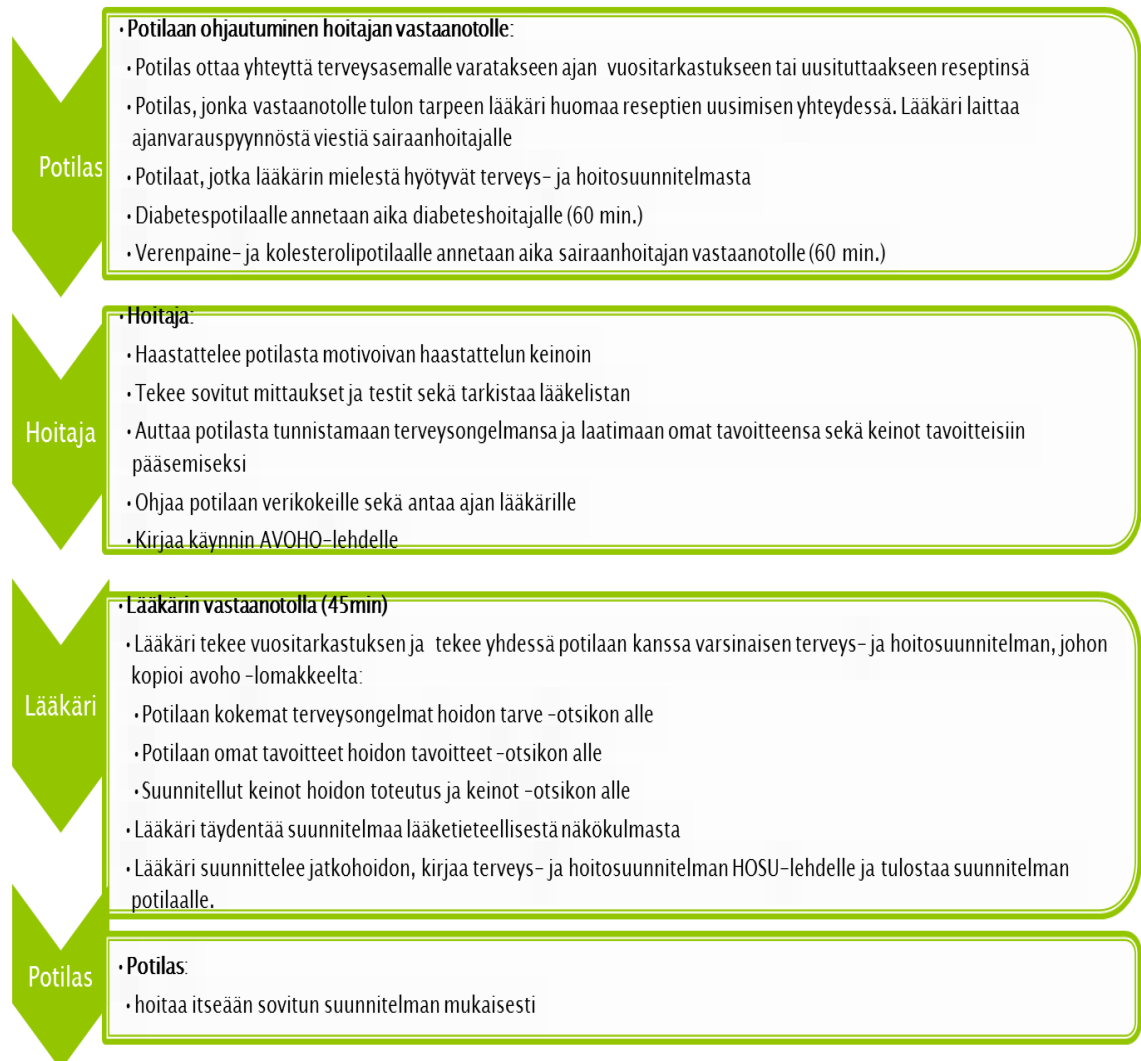 Potilas
• Potilaan ohjautuminen hoitajan vastaanotolle:
• Potilas ottaa yhteyttä terveysasemalle varatakseen ajan vuositarkastukseen tai uusituttaakseen reseptinsä
• Potilas, jonka vastaanotolle tulon tarpeen lääkäri huomaa reseptien uusimisen yhteydessä. Lääkäri laittaa
ajanvarauspyynnöstä viestiä sairaanhoitajalle
• Potilaat, jotka lääkärin mielestä hyötyvät terveys- ja hoitosuunnitelmasta
• Diabetespotilaalle annetaan aika diabeteshoitajalle (60 min.)
• Verenpaine- ja kolesterolipotilaalle annetaan aika sairaanhoitajan vastaanotolle (60 min.)
Hoitaja
• Hoitaja:
• Haastattelee potilasta motivoivan haastattelun keinoin
• Tekee sovitut mittaukset ja testit sekä tarkistaa lääkelistan
• Auttaa potilasta tunnistamaan terveysongelmansa ja laatimaan omat tavoitteensa sekä keinot tavoitteisiin
pääsemiseksi
• Ohjaa potilaan verikokeille sekä antaa ajan lääkärille
• Kirjaa käynnin AVOHO-lehdelle
Lääkäri
• Lääkärin vastaanotolla (45min)
• Lääkäri tekee vuositarkastuksen ja tekee yhdessä potilaan kanssa varsinaisen terveys- ja hoitosuunnitelman, johon
kopioi avoho -lomakkeelta:
• Potilaan kokemat terveysongelmat hoidon tarve -otsikon alle
• Potilaan omat tavoitteet hoidon tavoitteet -otsikon alle
• Suunnitellut keinot hoidon toteutus ja keinot -otsikon alle
• Lääkäri täydentää suunnitelmaa lääketieteellisestä näkökulmasta
• Lääkäri suunnittelee jatkohoidon, kirjaa terveys- ja hoitosuunnitelman HOSU-lehdelle ja tulostaa suunnitelman
potilaalle.
Potilas
• Potilas:
• hoitaa itseään sovitun suunnitelman mukaisesti